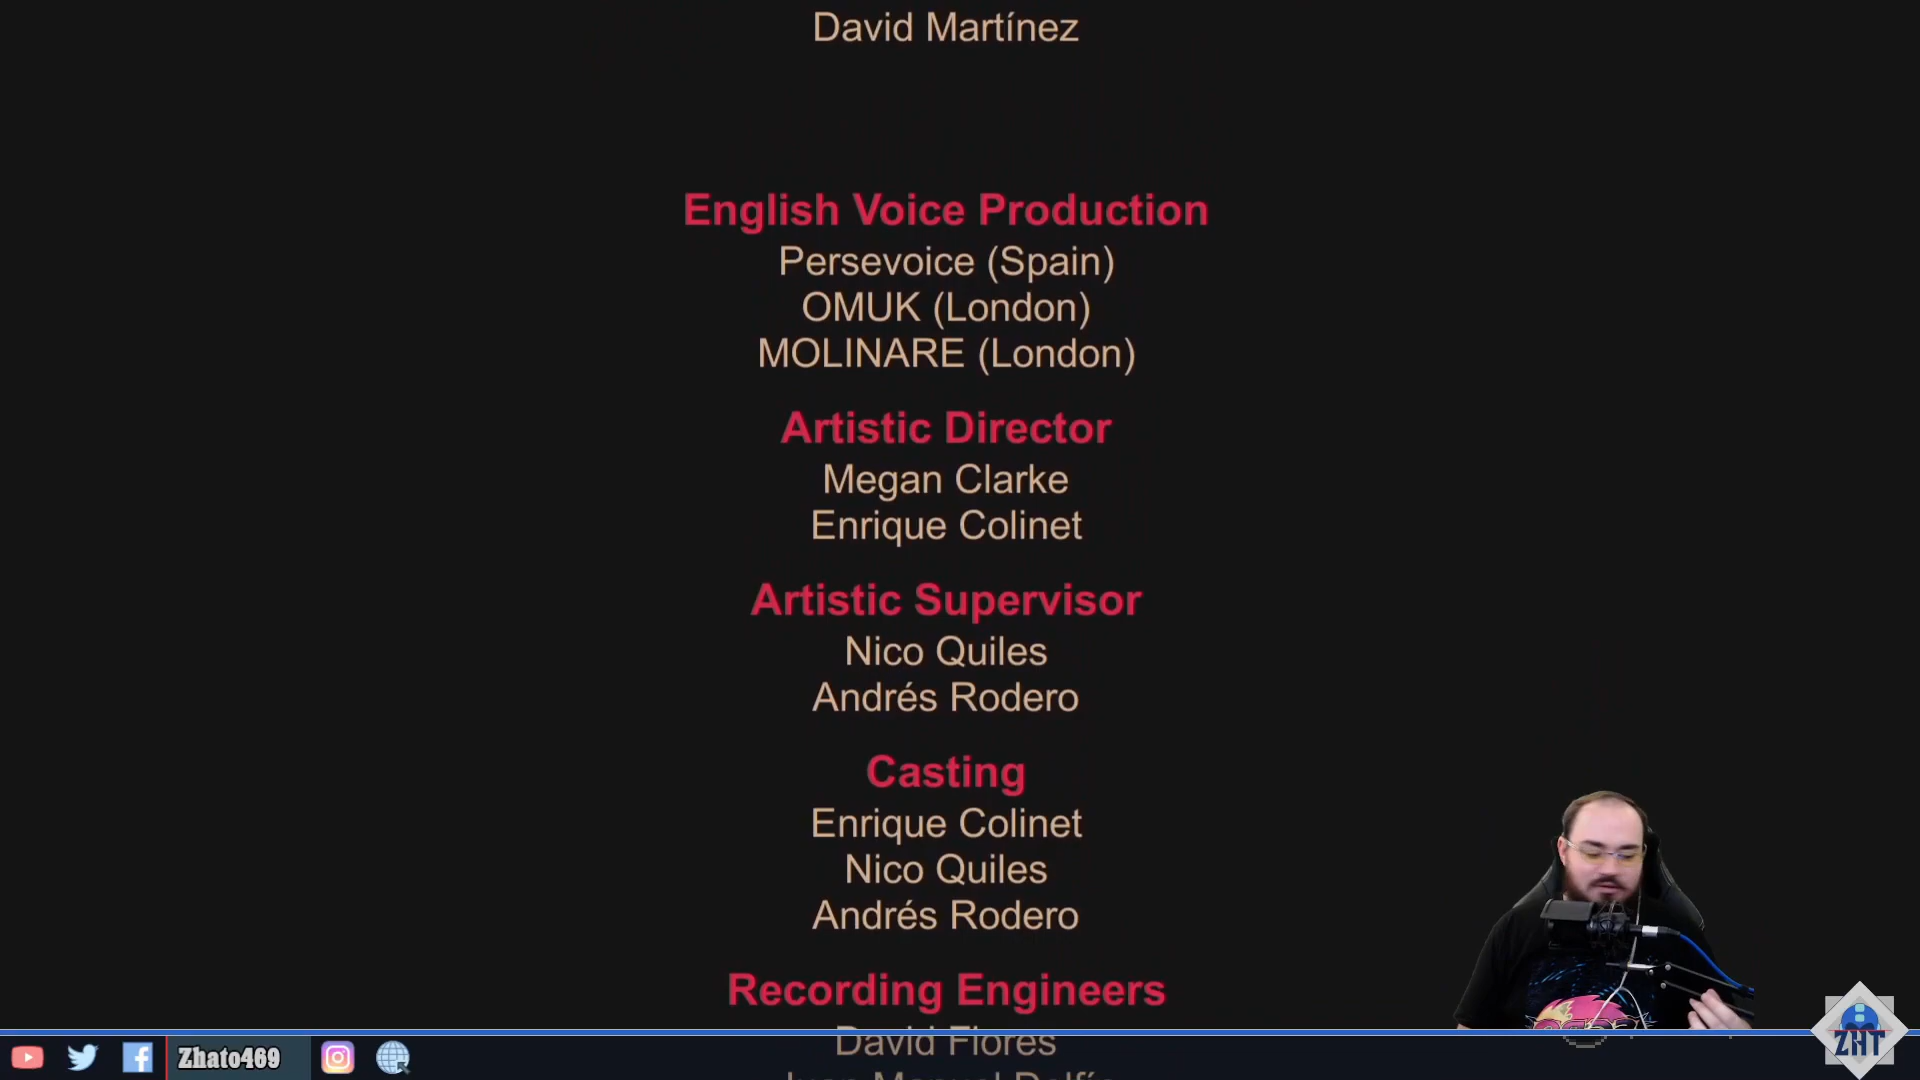 David Martínez
English Voice Production
Persevoice (Spain)
OMUK (London)
MOLINARE (London)
Artistic Director
Megan Clarke
Enrique Colinet
Artistic Supervisor
Nico Quiles
Andrés Rodero
Casting
Enrique Colinet
Nico Quiles
Andrés Rodero
Recording Engineers
David Flores
Zhato469
ZHT